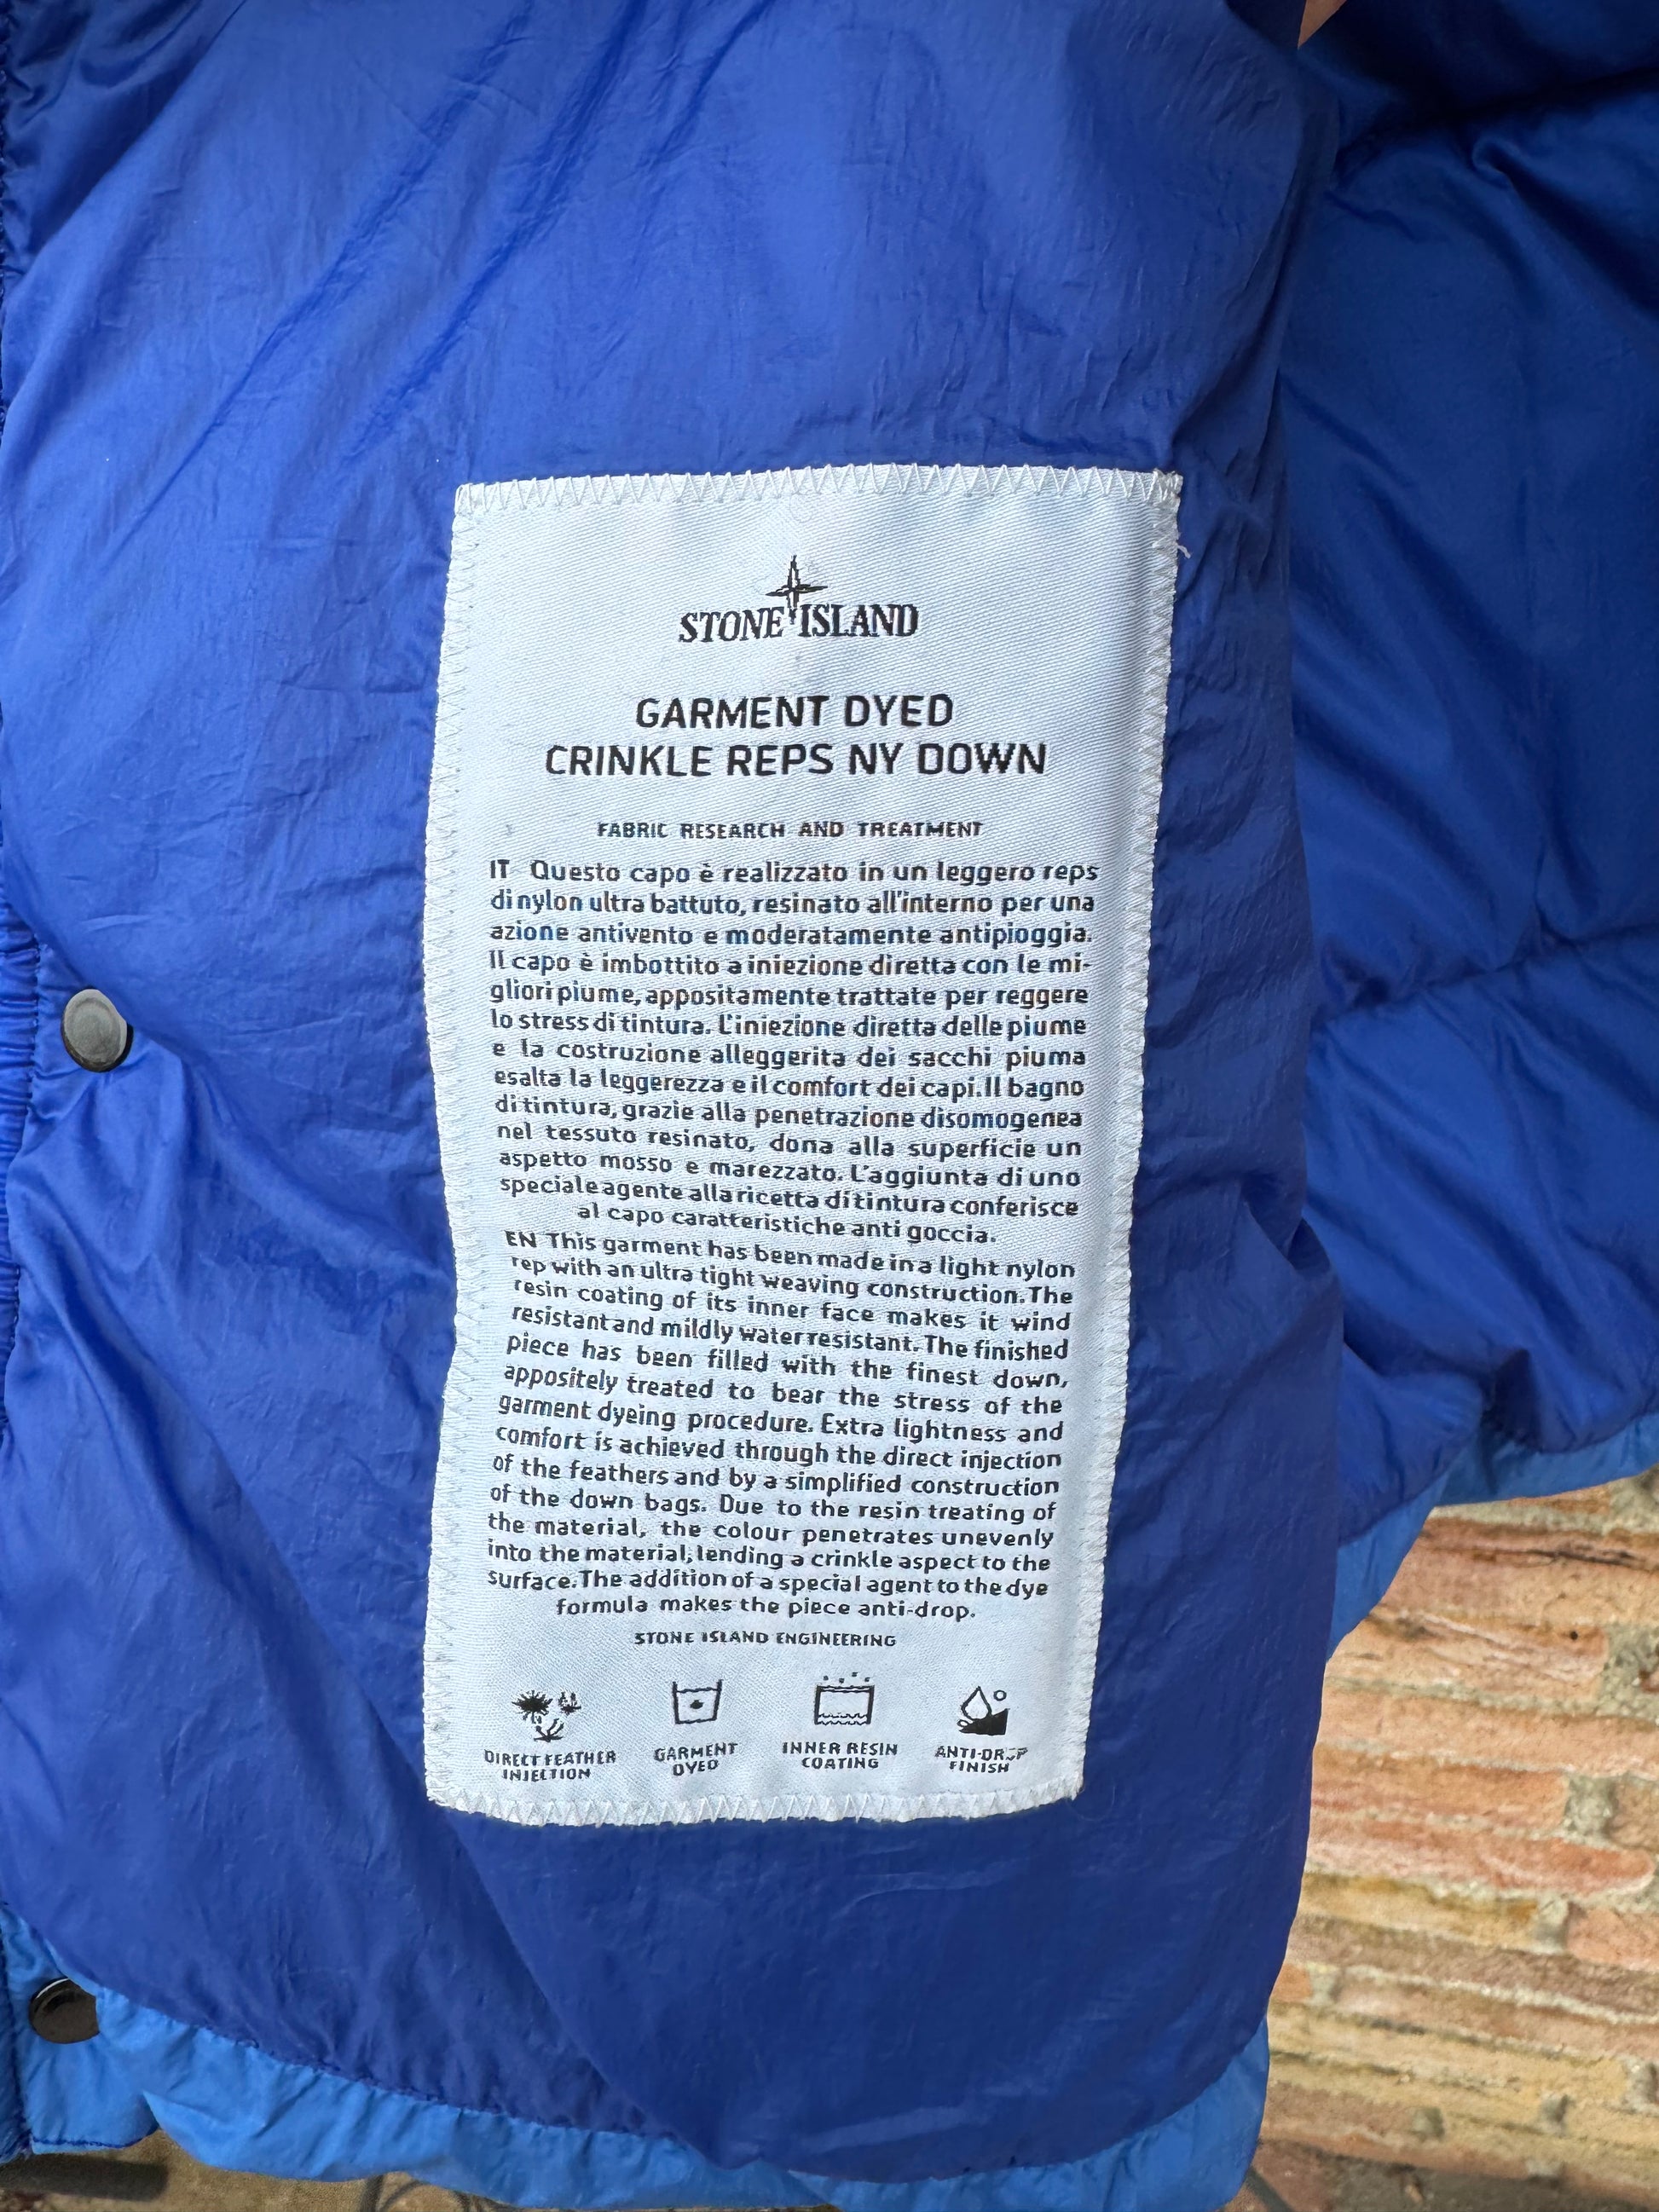 STONE ISLAND
GARMENT DYED
CRINKLE REPS NY DOWN
FABRIC RESEARCH AND TREATMENT
IT Questo capo è realizzato in un leggero reps
di nylon ultra battuto, resinato all'interno per una
azione antivento e moderatamente antipioggia.
Il capo è imbottito a iniezione diretta con le mi-
gliori piume, appositamente trattate per reggere
lo stress di tintura. L'iniezione diretta delle piume
e la costruzione alleggerita dei sacchi piuma
esalta la leggerezza e il comfort dei capi. Il bagno
di tintura, grazie alla penetrazione disomogenea
nel tessuto resinato, dona alla superficie un
aspetto mosso e marezzato. L'aggiunta di uno
speciale agente alla ricetta di tintura conferisce
al capo caratteristiche anti goccia.
EN This garment has been made in a light nylon
rep with an ultra tight weaving construction. The
resin coating of its inner face makes it wind
resistant and mildly water resistant. The finished
piece has been filled with the finest down,
appositely treated to bear the stress of the
garment dyeing procedure. Extra lightness and
comfort is achieved through the direct injection
of the feathers and by a simplified construction
of the down bags. Due to the resin treating of
the material, the colour penetrates unevenly
into the material, lending a crinkle aspect to the
surface. The addition of a special agent to the dye
formula makes the piece anti-drop.
STONE ISLAND ENGINEERING
DIRECT FEATHER
INJECTION
GARMENT
DYED
INNER RESIN
COATING
ANTI-DROP
FINISH